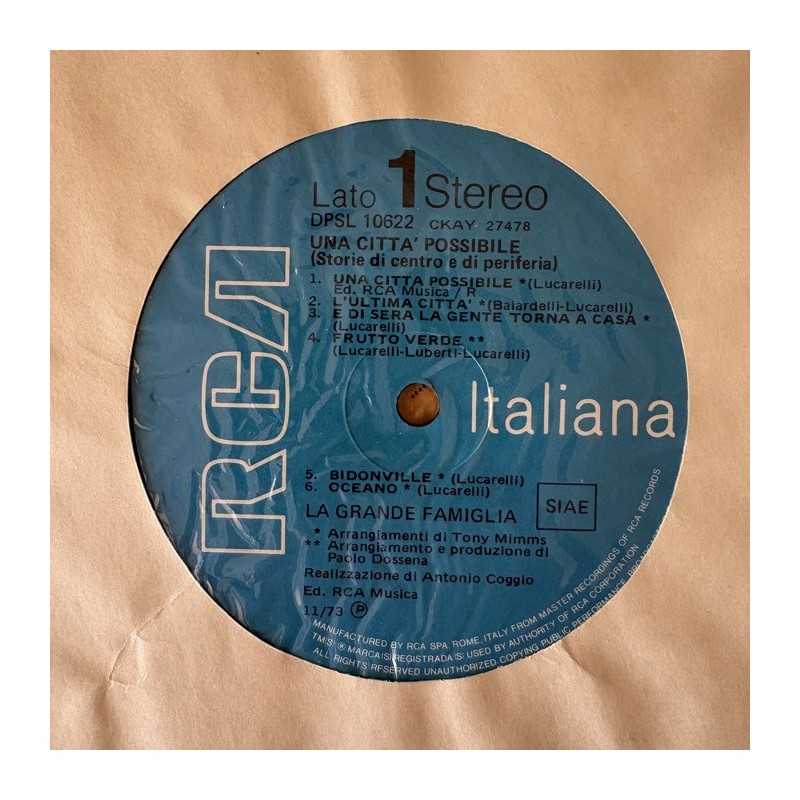 Lato 1 Stereo
DPSL 10622 CKAY 27478
UNA CITTA' POSSIBILE
(Storie di centro e di periferia)
1. UNA CITTA POSSIBILE *(Lucarelli)
Ed. RCA Musica / R
2. L'ULTIMA CITTA' *(Baiardelli-Lucarelli)
3. E DI SERA LA GENTE TORNA A CASA *
(Lucarelli)
4. FRUTTO VERDE **
(Lucarelli-Luberti-Lucarelli)
RCA
Italiana
5. BIDONVILLE * (Lucarelli)
6. OCEANO * (Lucarelli)
LA GRANDE FAMIGLIA
SIAE
* Arrangiamenti di Tony Mimms
** Arrangiamento e produzione di
Paolo Dossena
Realizzazione di Antonio Coggio
Ed. RCA Musica
11/73 Ⓟ
MANUFACTURED BY RCA SPA, ROME, ITALY FROM MASTER RECORDINGS OF RCA RECORDS
TM(S) ® MARCA(S) REGISTRADA(S) USED BY AUTHORITY OF RCA CORPORATION
ALL RIGHTS RESERVED UNAUTHORIZED COPYING PUBLIC PERFORMANCE,